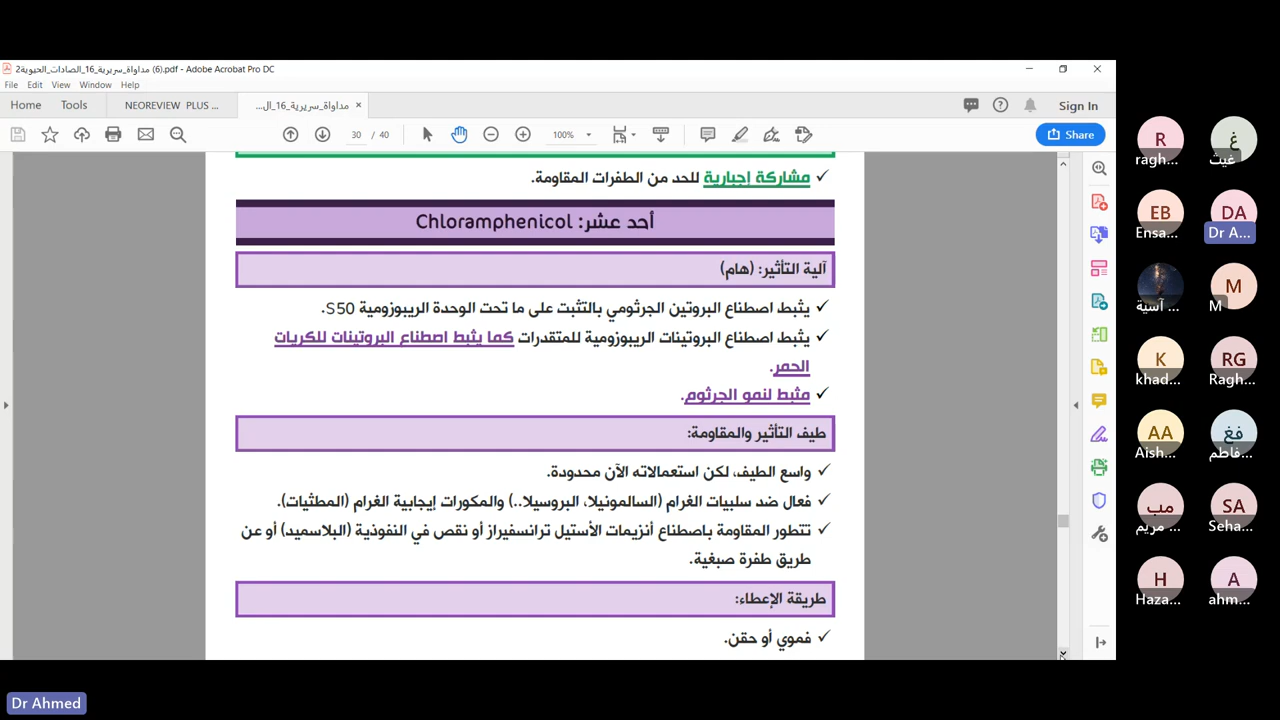 مداواة_سريرية_16_الصادات_الحيوية2 (6).pdf - Adobe Acrobat Pro DC
File Edit View Window Help
Home Tools NEOREVIEW PLUS ... مداواة_سريرية_16_ال... × Sign In
30 / 40 100% Share
مشاركة إجبارية للحد من الطفرات المقاومة.
أحد عشر: Chloramphenicol
آلية التأثير: (هام)
يثبط اصطناع البروتين الجرثومي بالتثبت على ما تحت الوحدة الريبوزومية S50.
يثبط اصطناع البروتينات الريبوزومية للمتقدرات كما يثبط اصطناع البروتينات للكريات
الحمر.
مثبط لنمو الجرثوم.
طيف التأثير والمقاومة:
واسع الطيف، لكن استعمالاته الآن محدودة.
فعال ضد سلبيات الغرام (السالمونيلا، البروسيلا..) والمكورات إيجابية الغرام (المطثيات).
تتطور المقاومة باصطناع أنزيمات الأستيل ترانسفيراز أو نقص في النفوذية (البلاسميد) أو عن
طريق طفرة صبغية.
طريقة الإعطاء:
فموي أو حقن.
R غ
ragh... غيث
EB DA
Ensa... Dr A...
M
آسية ... M
K RG
khad... Ragh...
AA فغ
Aish... فاطم...
مب SA
مريم ... Seha...
H A
Haza... ahm...
Dr Ahmed